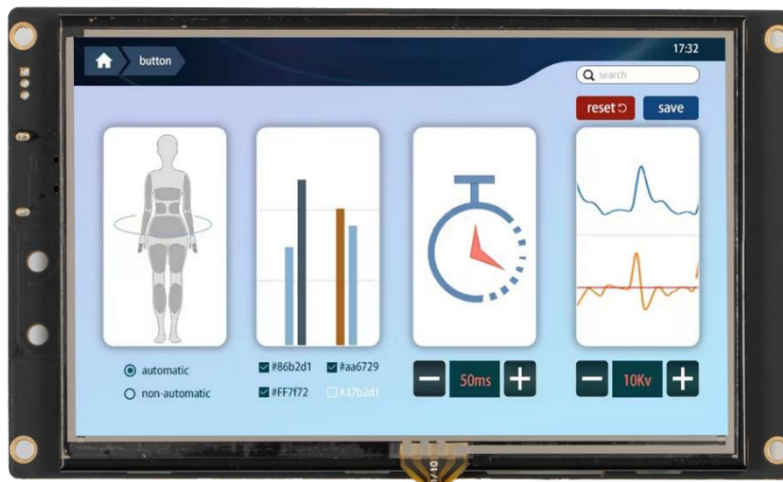 17:32
button
search
reset save
automatic
non-automatic
#86b2d1 #aa6729
#FF7f72 #37b2d1
50ms
10Kv